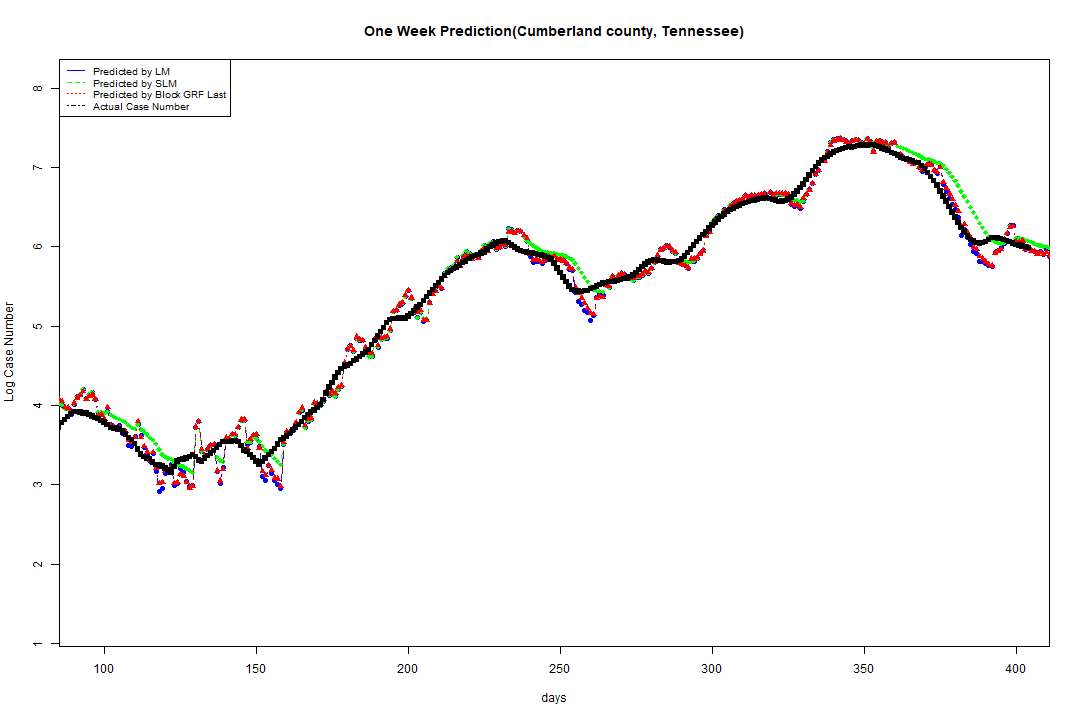 One Week Prediction(Cumberland county, Tennessee)
Predicted by LM
Predicted by SLM
Predicted by Block GRF Last
Actual Case Number
8
7
6
5
4
3
2
1
Log Case Number
100 150 200 250 300 350 400
days